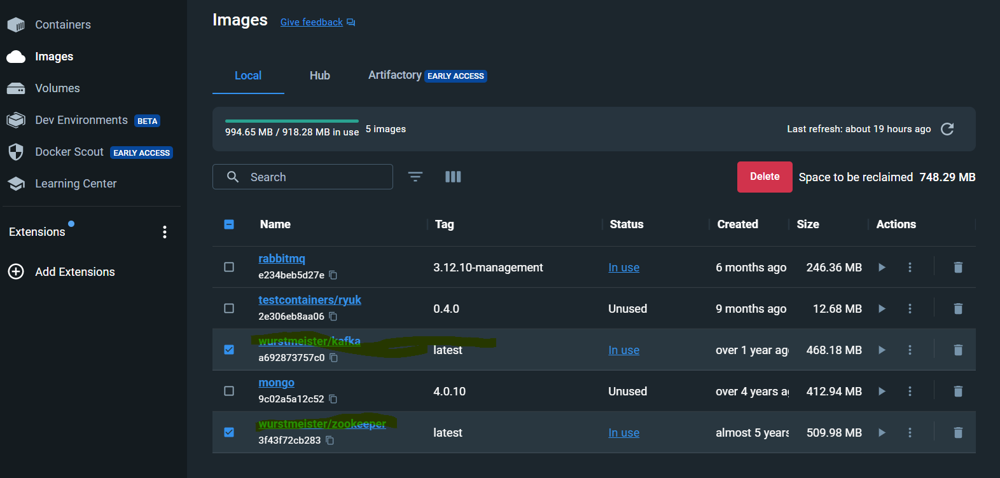 Containers
Images
Volumes
Dev Environments BETA
Docker Scout EARLY ACCESS
Learning Center
Extensions
Add Extensions
Images Give feedback
Local Hub Artifactory EARLY ACCESS
994.65 MB / 918.28 MB in use 5 images Last refresh: about 19 hours ago
Search Delete Space to be reclaimed 748.29 MB
Name Tag Status Created Size Actions
rabbitmq
e234beb5d27e 3.12.10-management In use 6 months ago 246.36 MB
testcontainers/ryuk
2e306eb8aa06 0.4.0 Unused 9 months ago 12.68 MB
wurstmeister/kafka
a692873757c0 latest In use over 1 year ag 468.18 MB
mongo
9c02a5a12c52 4.0.10 Unused over 4 years a 412.94 MB
wurstmeister/zookeeper
3f43f72cb283 latest In use almost 5 years 509.98 MB